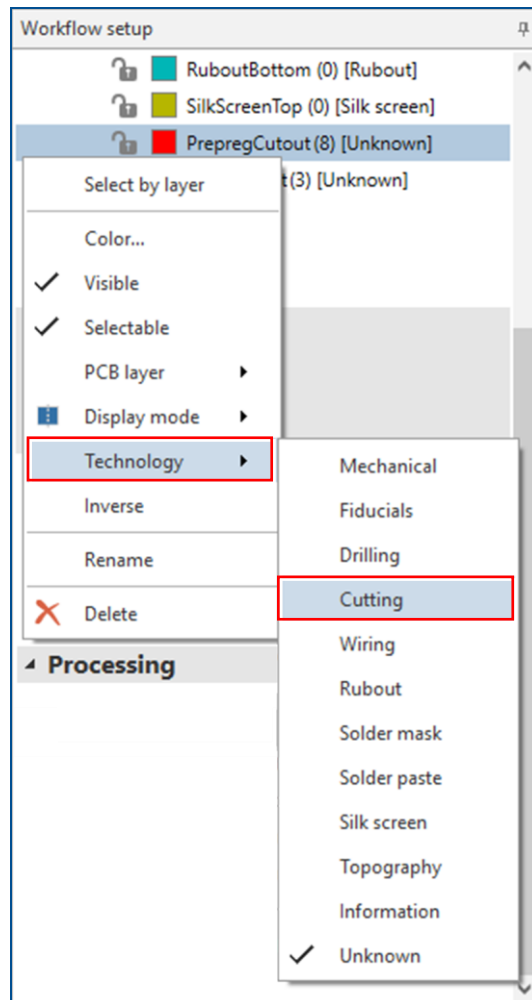 Workflow setup
RuboutBottom (0) [Rubout]
SilkScreenTop (0) [Silk screen]
PrepregCutout (8) [Unknown]
t (3) [Unknown]
Select by layer
Color...
Visible
Selectable
PCB layer
Display mode
Technology
Inverse
Rename
Delete
Mechanical
Fiducials
Drilling
Cutting
Wiring
Rubout
Solder mask
Solder paste
Silk screen
Topography
Information
Unknown
Processing